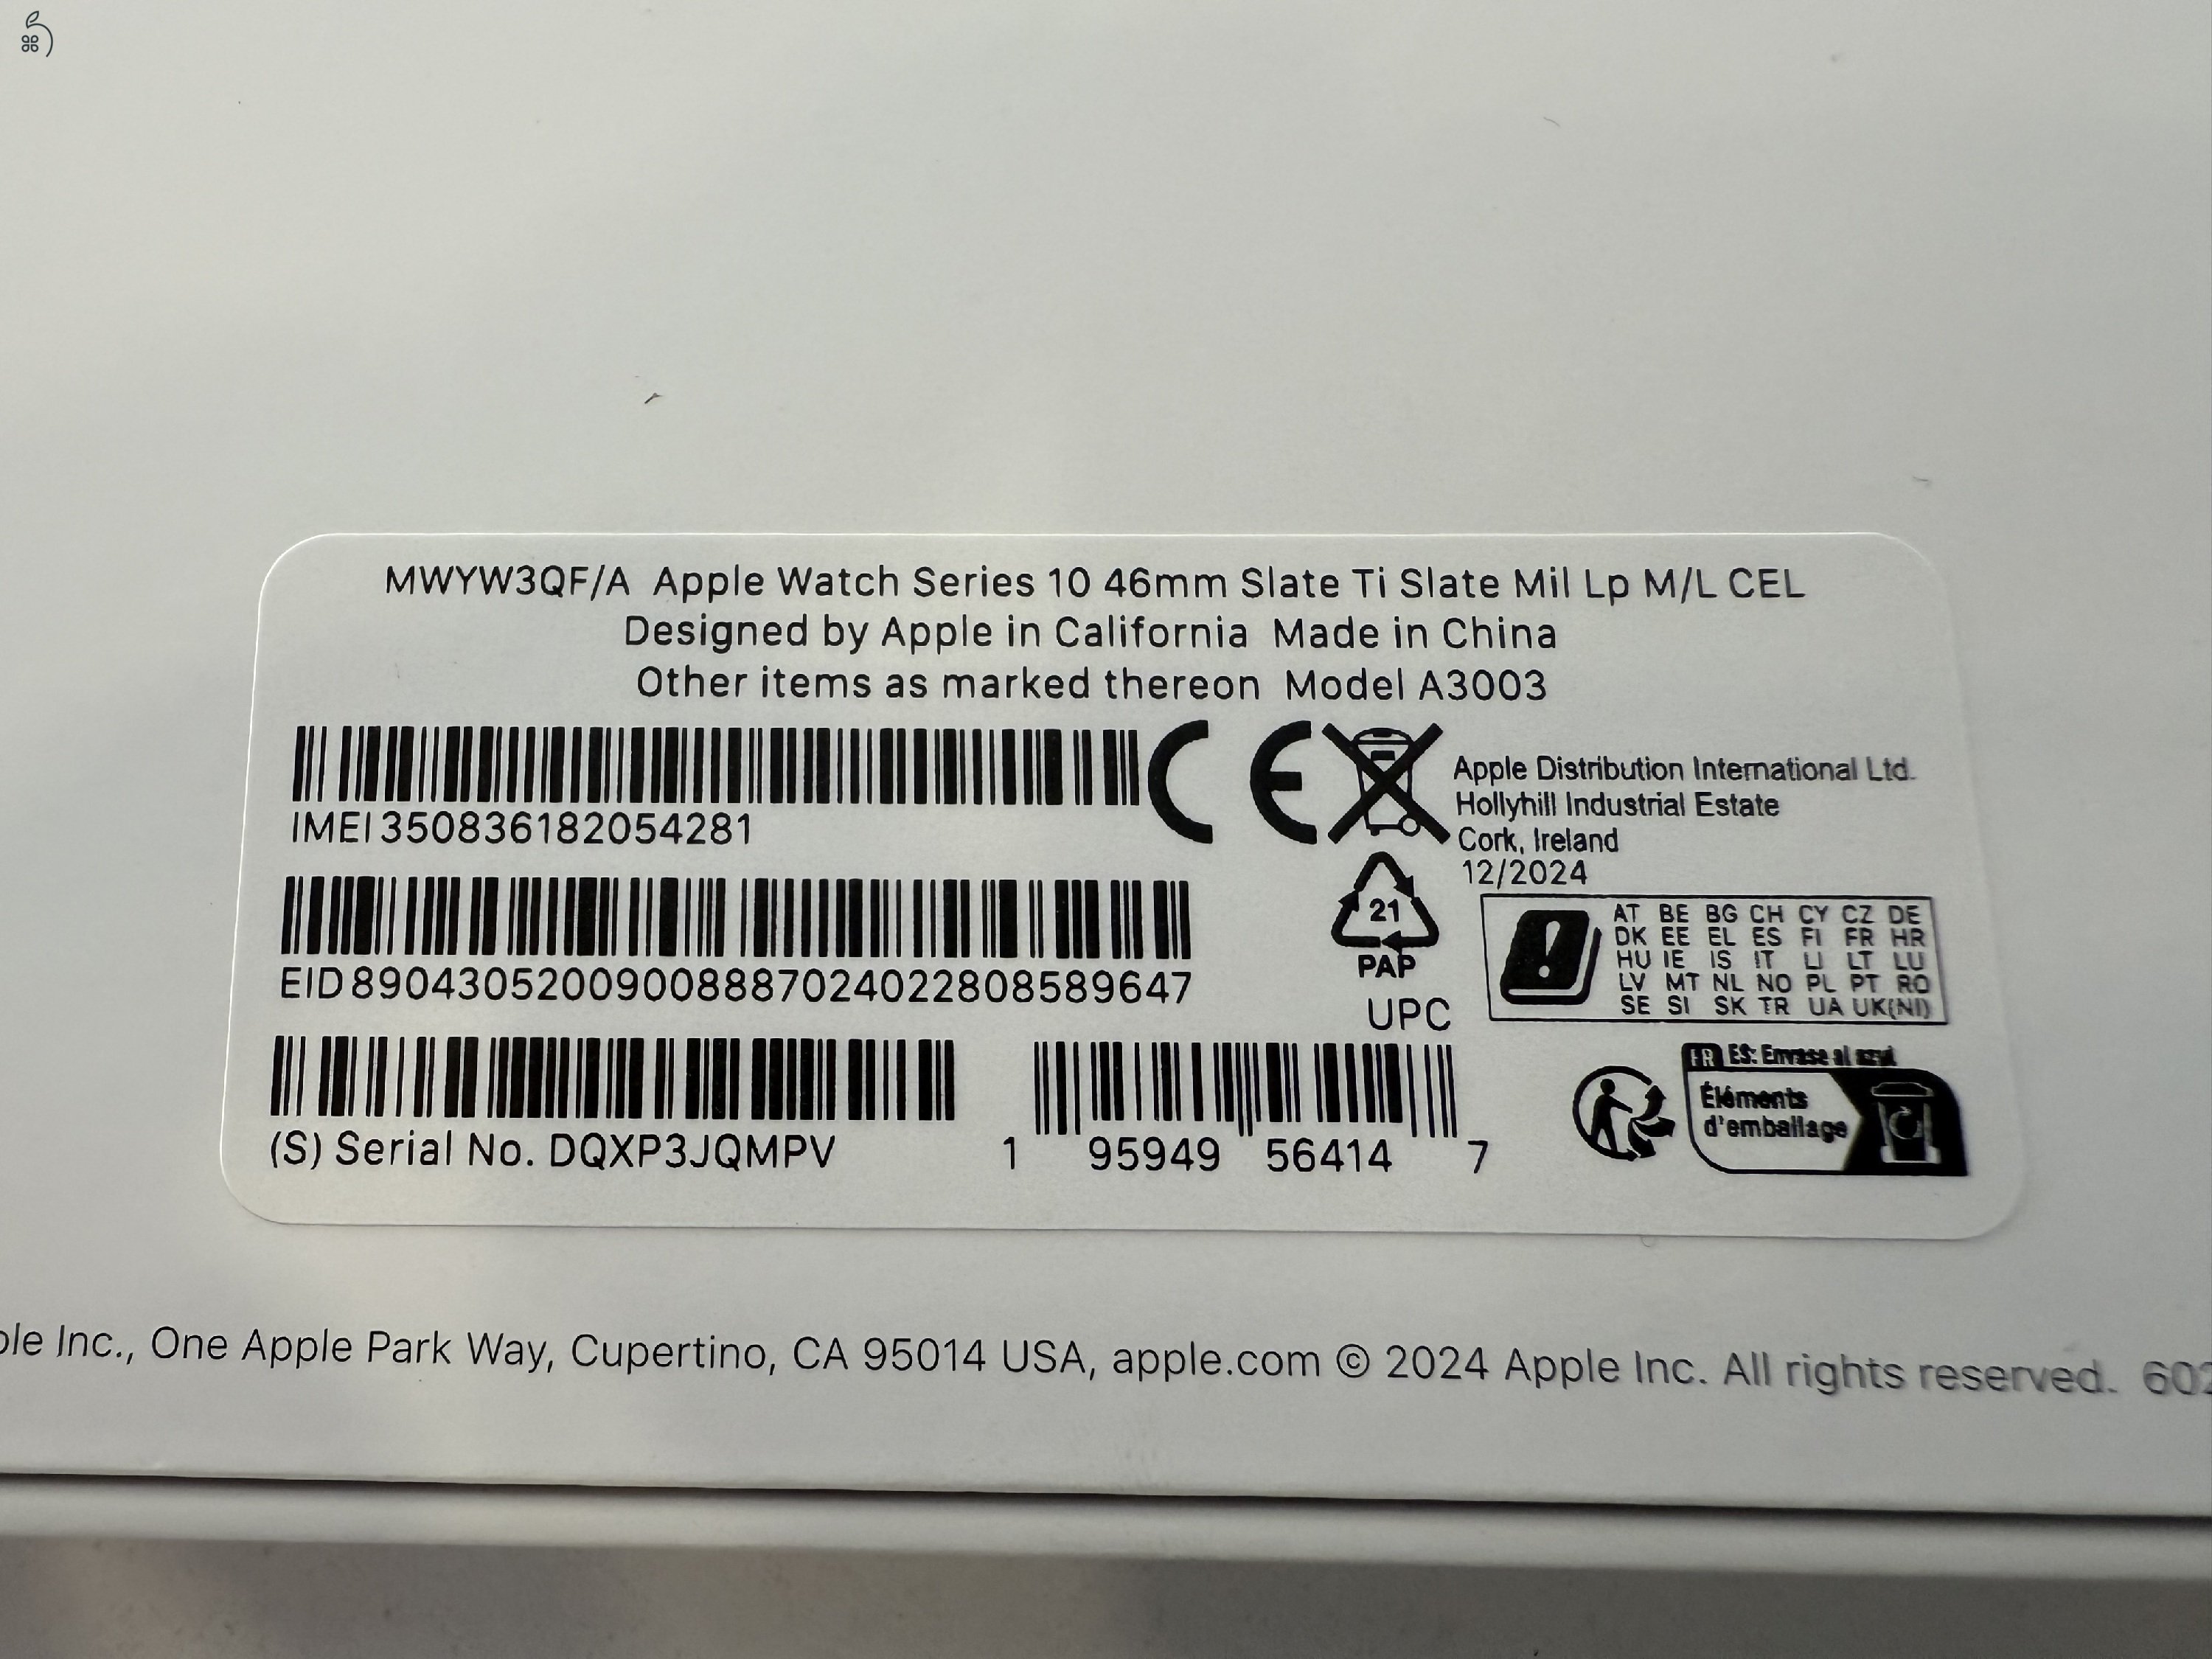 MWYW3QF/A Apple Watch Series 10 46mm Slate Ti Slate Mil Lp M/L CEL
Designed by Apple in California Made in China
Other items as marked thereon Model A3003
IMEI 350836182054281
EID 89043052009008887024022808589647
(S) Serial No. DQXP3JQMPV
UPC
1 95949 56414 7
CE
Apple Distribution International Ltd.
Hollyhill Industrial Estate
Cork, Ireland
12/2024
21
PAP
AT BE BG CH CY CZ DE
DK EE EL ES FI FR HR
HU IE IS IT LI LT LU
LV MT NL NO PL PT RO
SE SI SK TR UA UK(NI)
FR ES: Envase al azul
Éléments
d'emballage
Inc., One Apple Park Way, Cupertino, CA 95014 USA, apple.com © 2024 Apple Inc. All rights reserved.